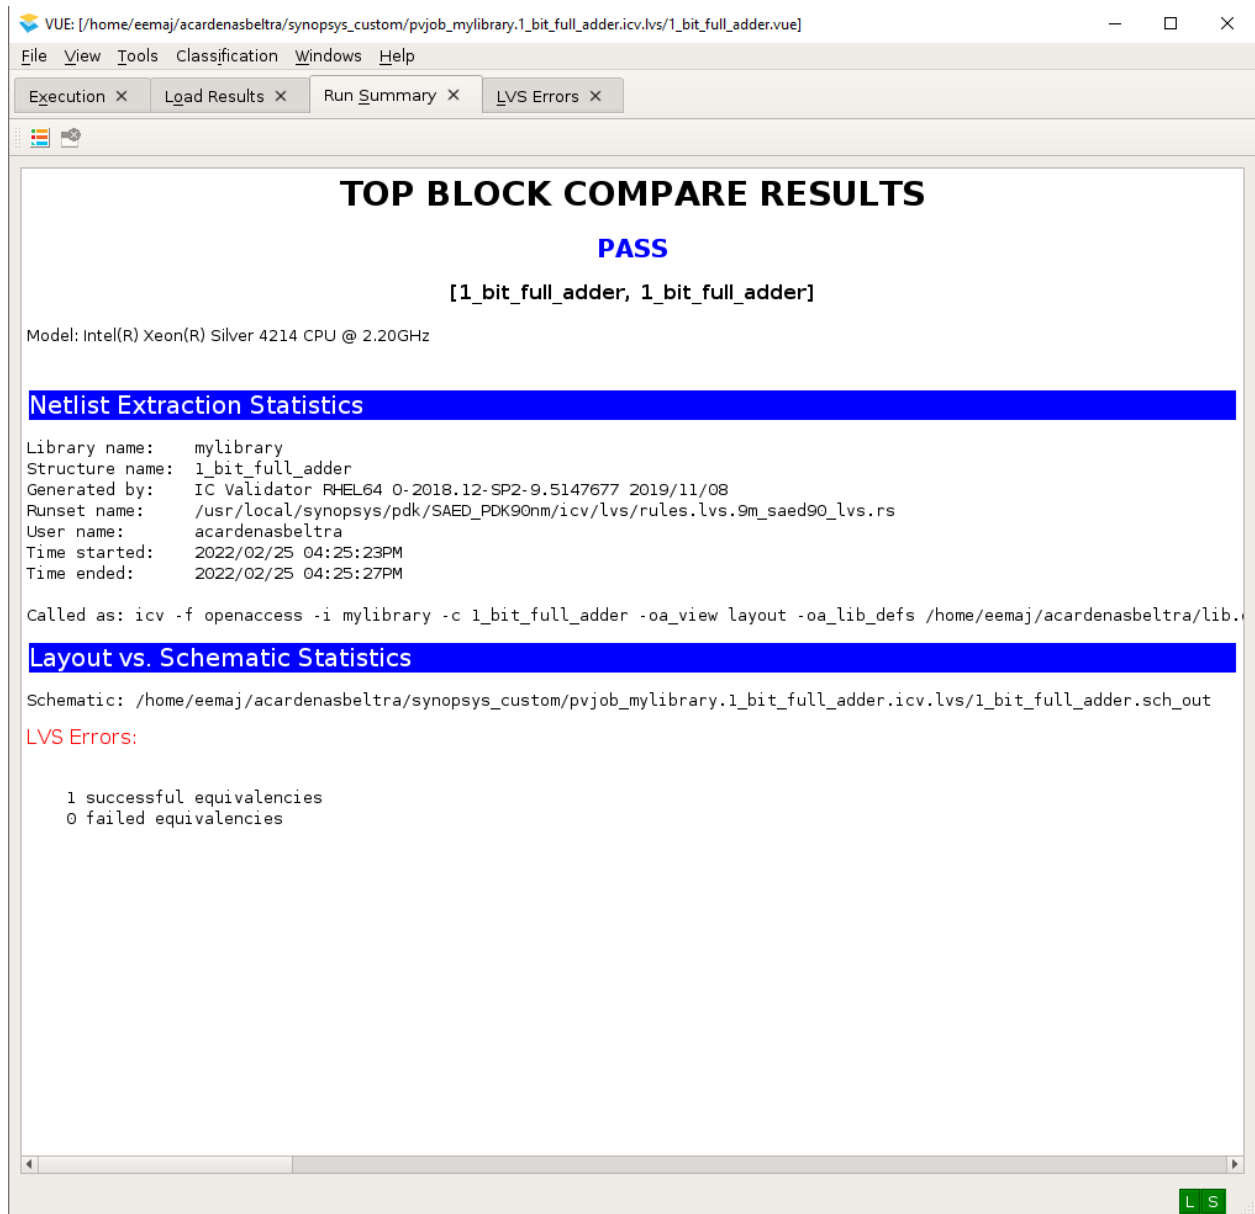 VUE: [/home/eemaj/acardenasbeltra/synopsys_custom/pvjob_mylibrary.1_bit_full_adder.icv.lvs/1_bit_full_adder.vue]
File View Tools Classification Windows Help
Execution Load Results Run Summary LVS Errors
TOP BLOCK COMPARE RESULTS
PASS
[1_bit_full_adder, 1_bit_full_adder]
Model: Intel(R) Xeon(R) Silver 4214 CPU @ 2.20GHz
Netlist Extraction Statistics
Library name: mylibrary
Structure name: 1_bit_full_adder
Generated by: IC Validator RHEL64 O-2018.12-SP2-9.5147677 2019/11/08
Runset name: /usr/local/synopsys/pdk/SAED_PDK90nm/icv/lvs/rules.lvs.9m_saed90_lvs.rs
User name: acardenasbeltra
Time started: 2022/02/25 04:25:23PM
Time ended: 2022/02/25 04:25:27PM
Called as: icv -f openaccess -i mylibrary -c 1_bit_full_adder -oa_view layout -oa_lib_defs /home/eemaj/acardenasbeltra/lib.
Layout vs. Schematic Statistics
Schematic: /home/eemaj/acardenasbeltra/synopsys_custom/pvjob_mylibrary.1_bit_full_adder.icv.lvs/1_bit_full_adder.sch_out
LVS Errors:
1 successful equivalencies
0 failed equivalencies
L S